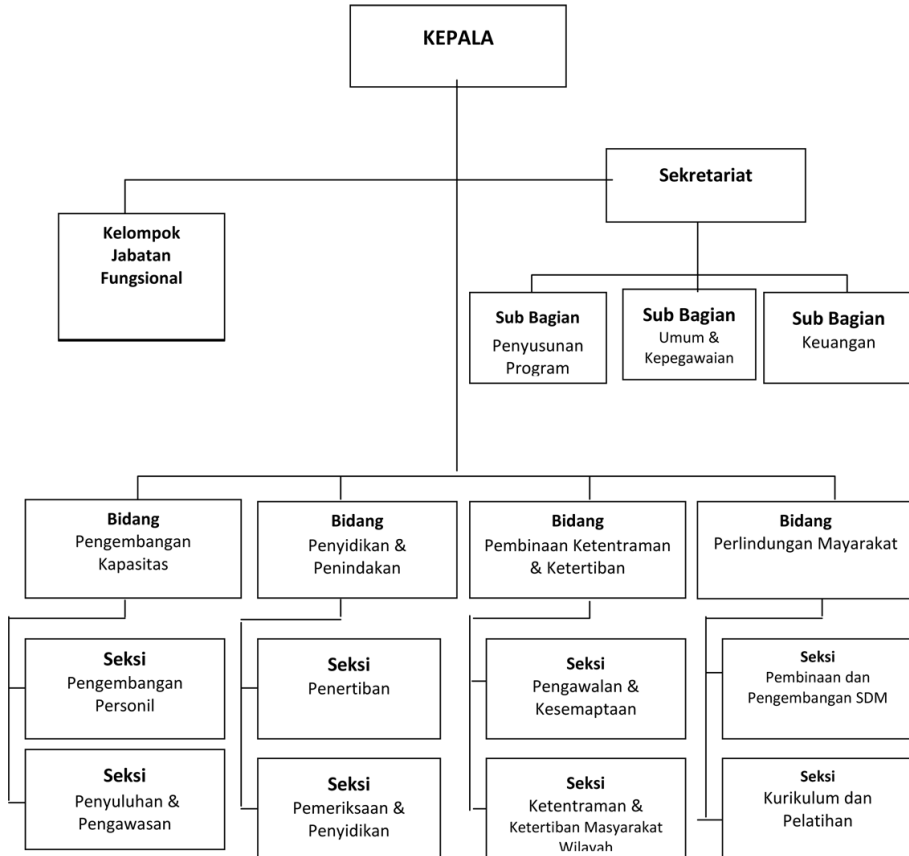 KEPALA
Sekretariat
Kelompok
Jabatan
Fungsional
Sub Bagian
Penyusunan
Program
Sub Bagian
Umum &
Kepegawaian
Sub Bagian
Keuangan
Bidang
Pengembangan
Kapasitas
Bidang
Penyidikan &
Penindakan
Bidang
Pembinaan Ketentraman
& Ketertiban
Bidang
Perlindungan Mayarakat
Seksi
Pengembangan
Personil
Seksi
Penertiban
Seksi
Pengawalan &
Kesemaptaan
Seksi
Pembinaan dan
Pengembangan SDM
Seksi
Penyuluhan &
Pengawasan
Seksi
Pemeriksaan &
Penyidikan
Seksi
Ketentraman &
Ketertiban Masyarakat
Wilayah
Seksi
Kurikulum dan
Pelatihan